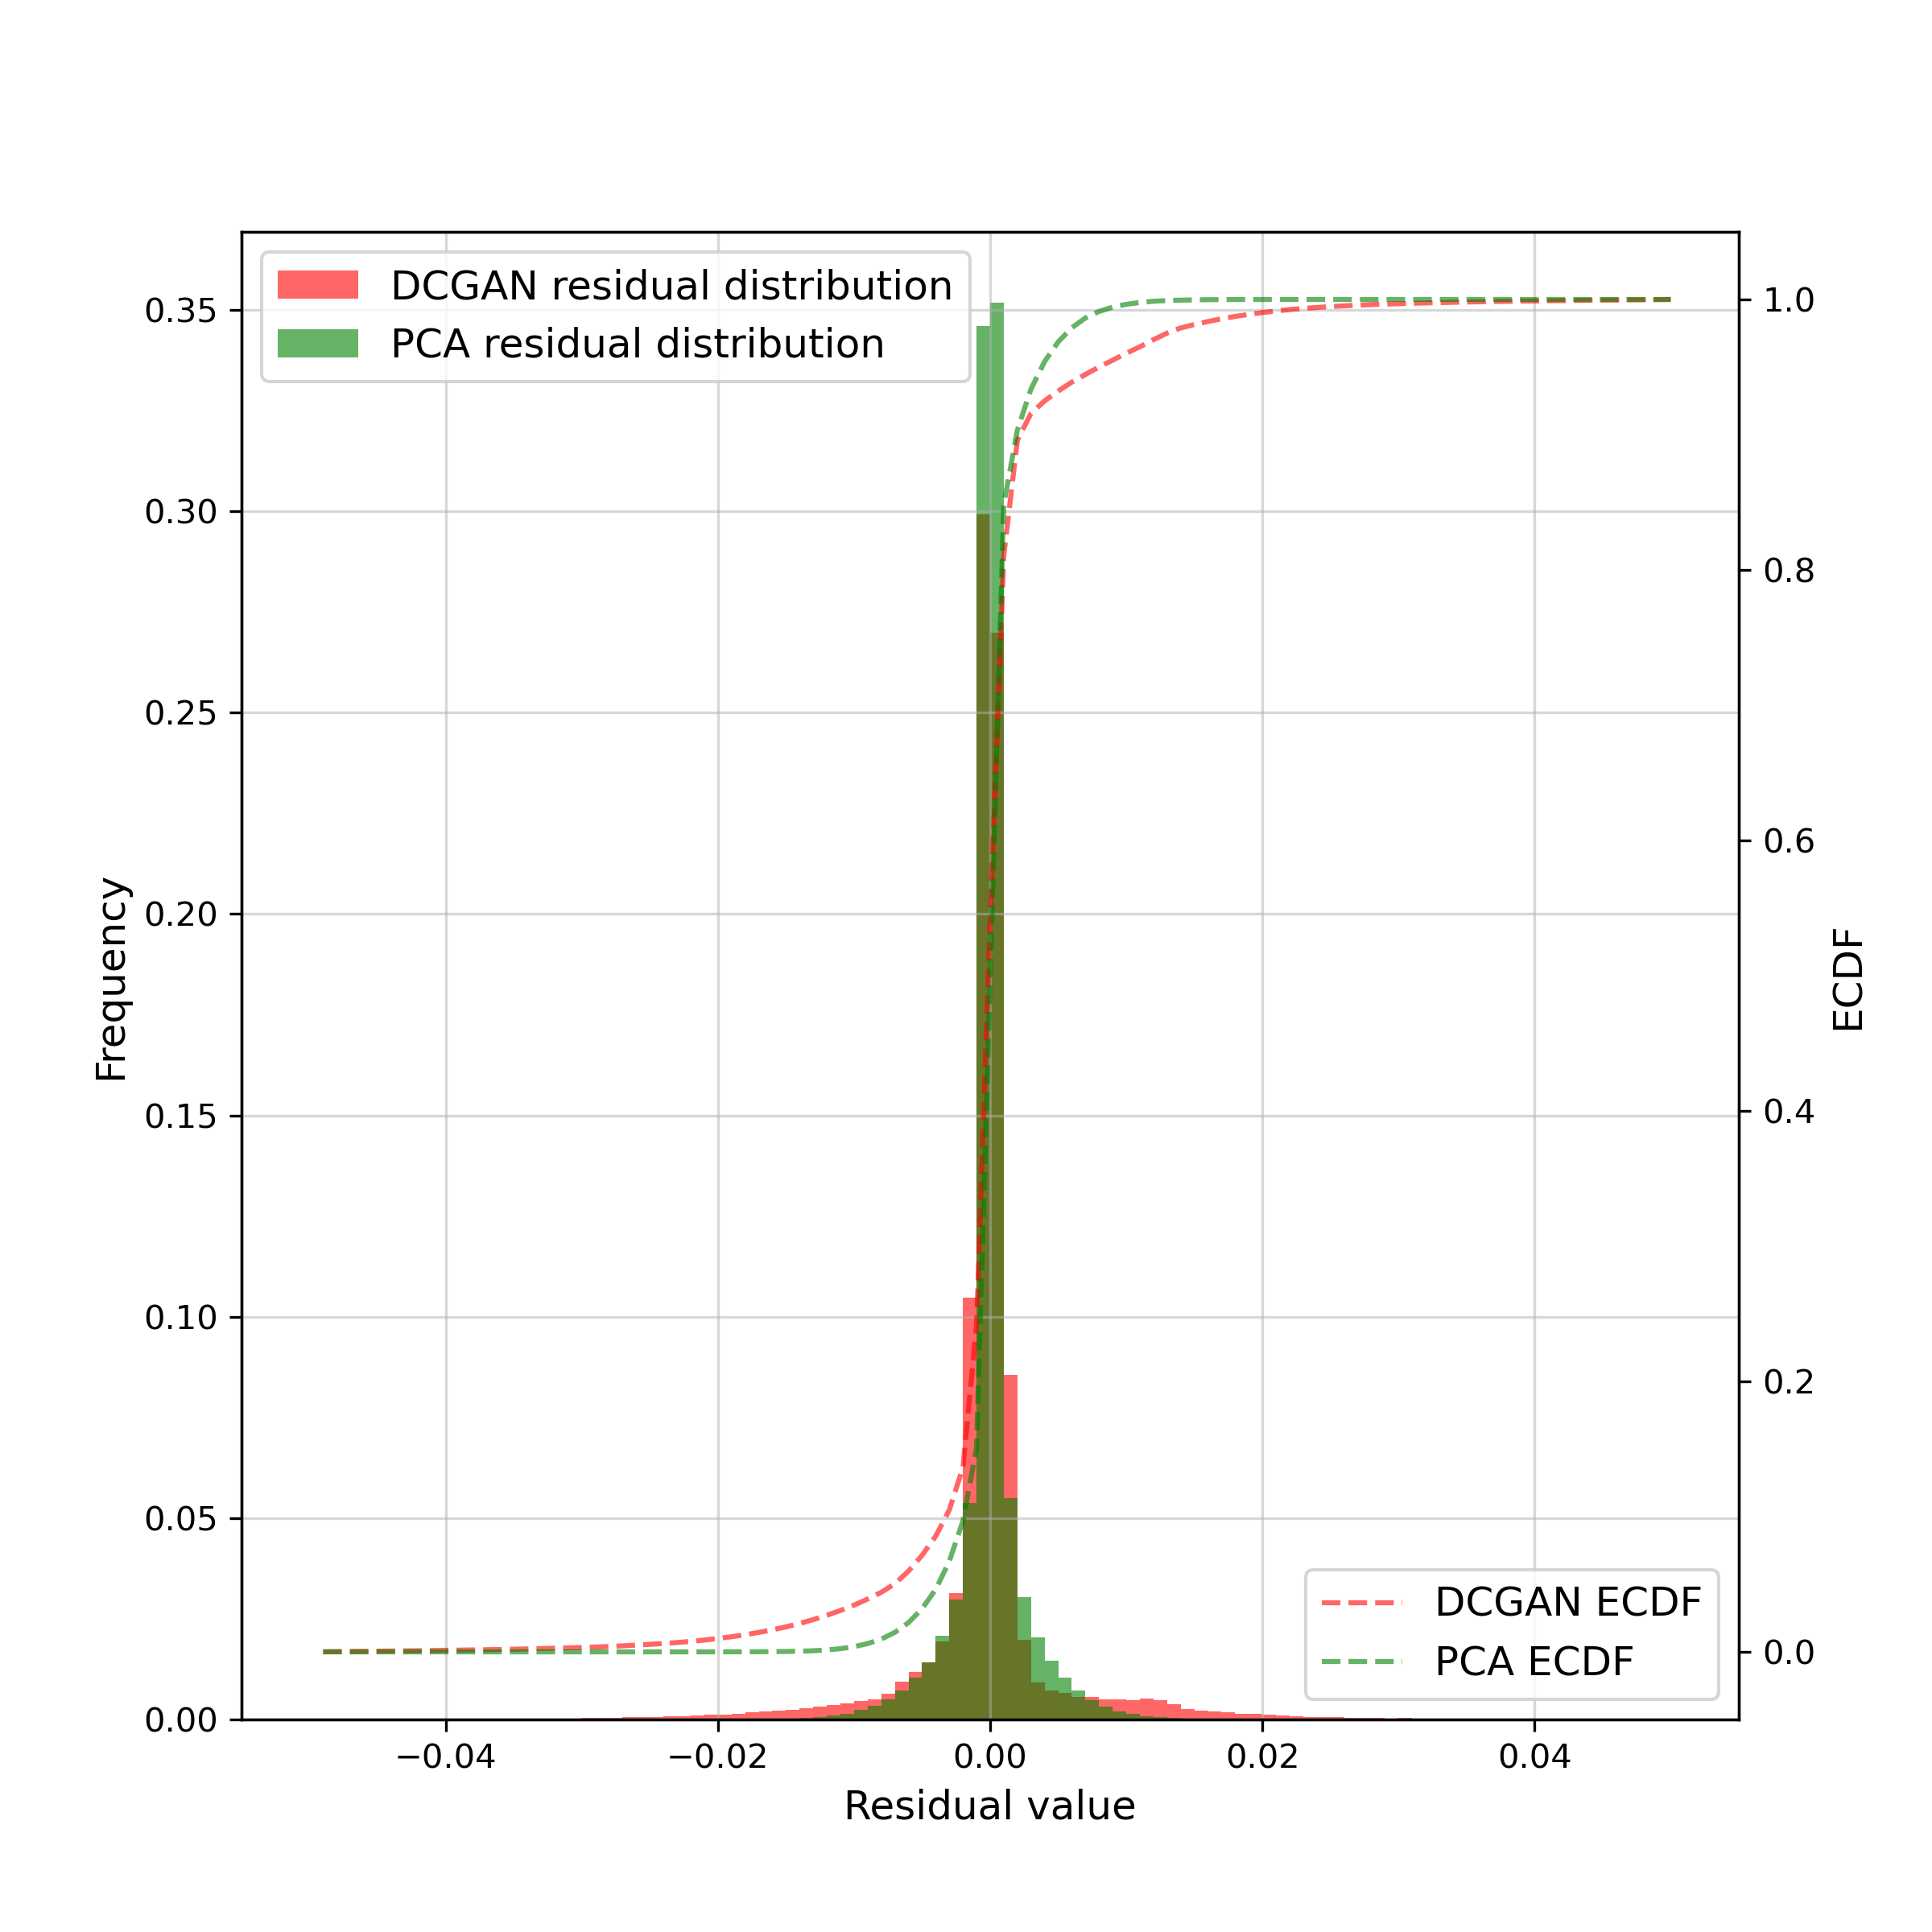 DCGAN residual distribution
PCA residual distribution
0.35
0.30
0.25
0.20
0.15
0.10
0.05
0.00
Frequency
1.0
0.8
0.6
0.4
0.2
0.0
ECDF
DCGAN ECDF
PCA ECDF
−0.04
−0.02
0.00
0.02
0.04
Residual value